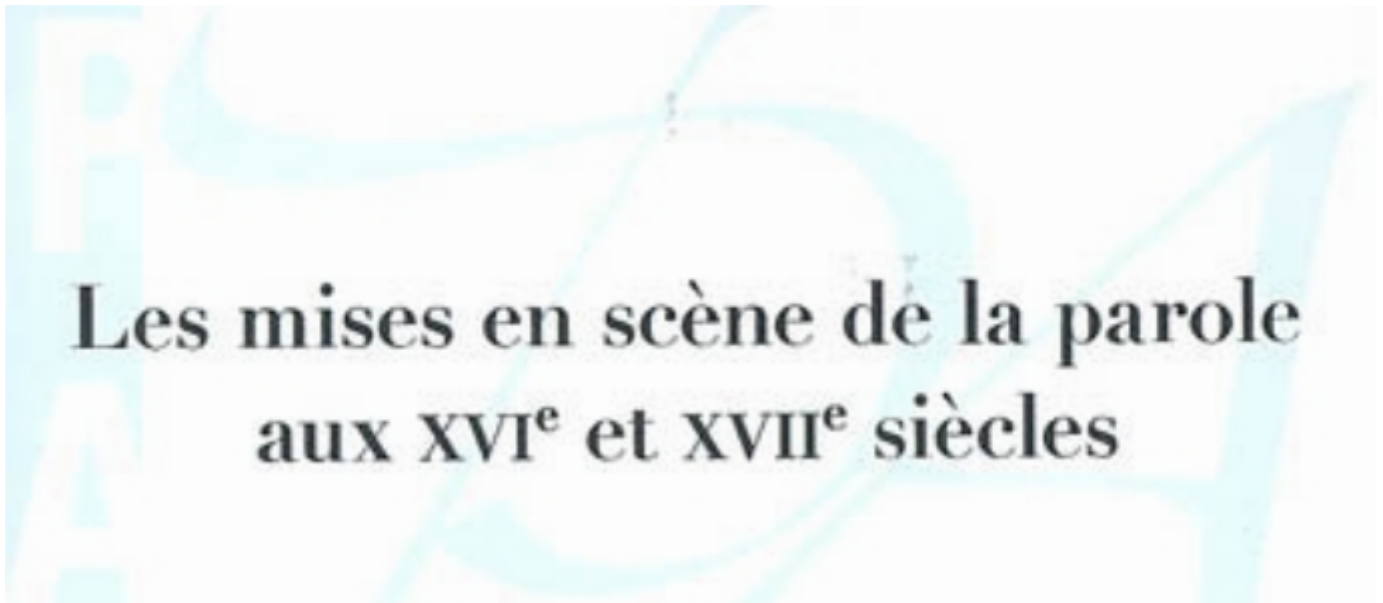 Les mises en scène de la parole
aux XVIᵉ et XVIIᵉ siècles